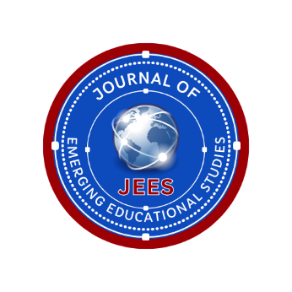 JOURNAL OF
EMERGING EDUCATIONAL STUDIES
JEES